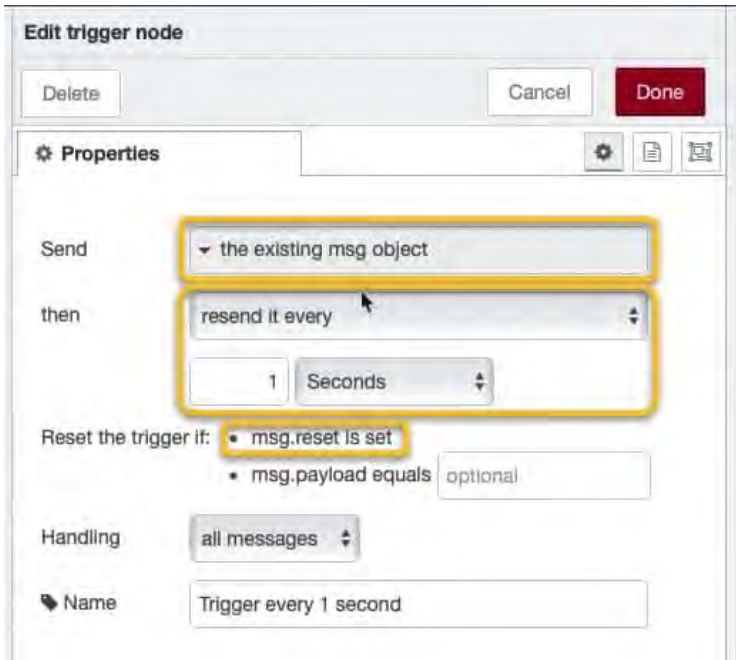 Edit trigger node
Delete
Cancel
Done
Properties
Send
the existing msg object
then
resend it every
1
Seconds
Reset the trigger if:
• msg.reset is set
• msg.payload equals
optional
Handling
all messages
Name
Trigger every 1 second